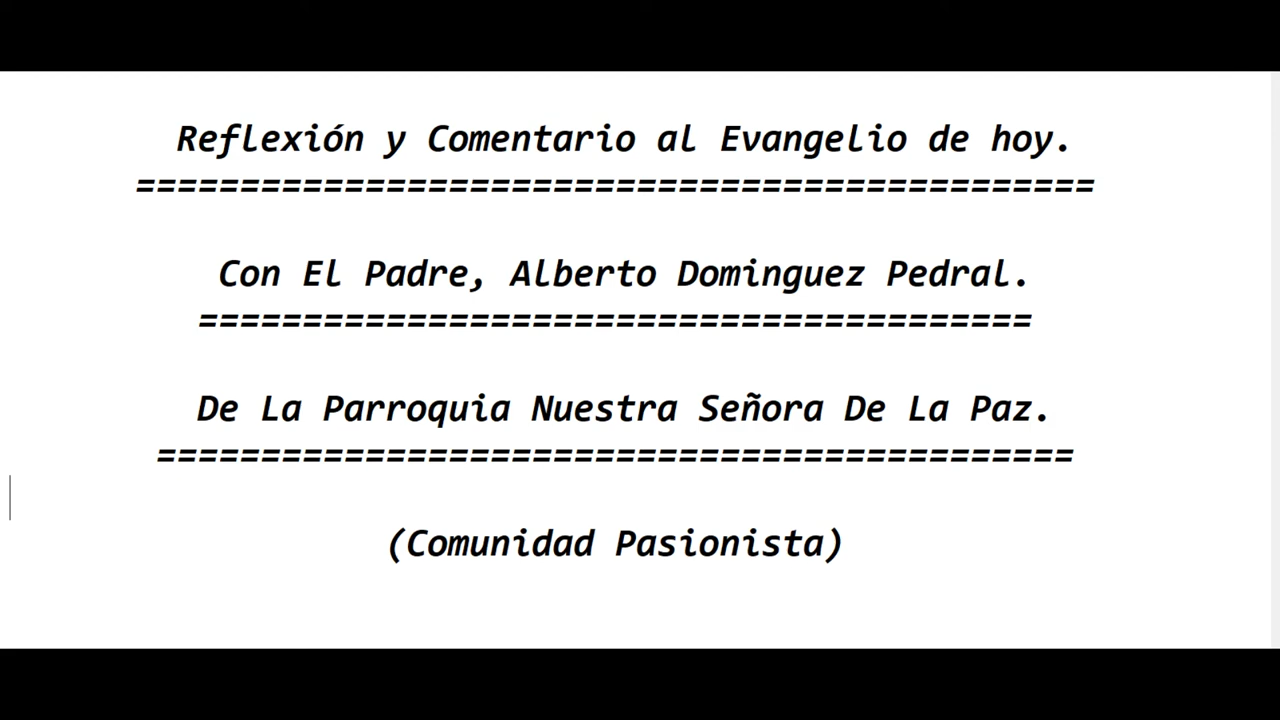 Reflexión y Comentario al Evangelio de hoy.
==============================================
Con El Padre, Alberto Dominguez Pedral.
========================================
De La Parroquia Nuestra Señora De La Paz.
============================================
(Comunidad Pasionista)